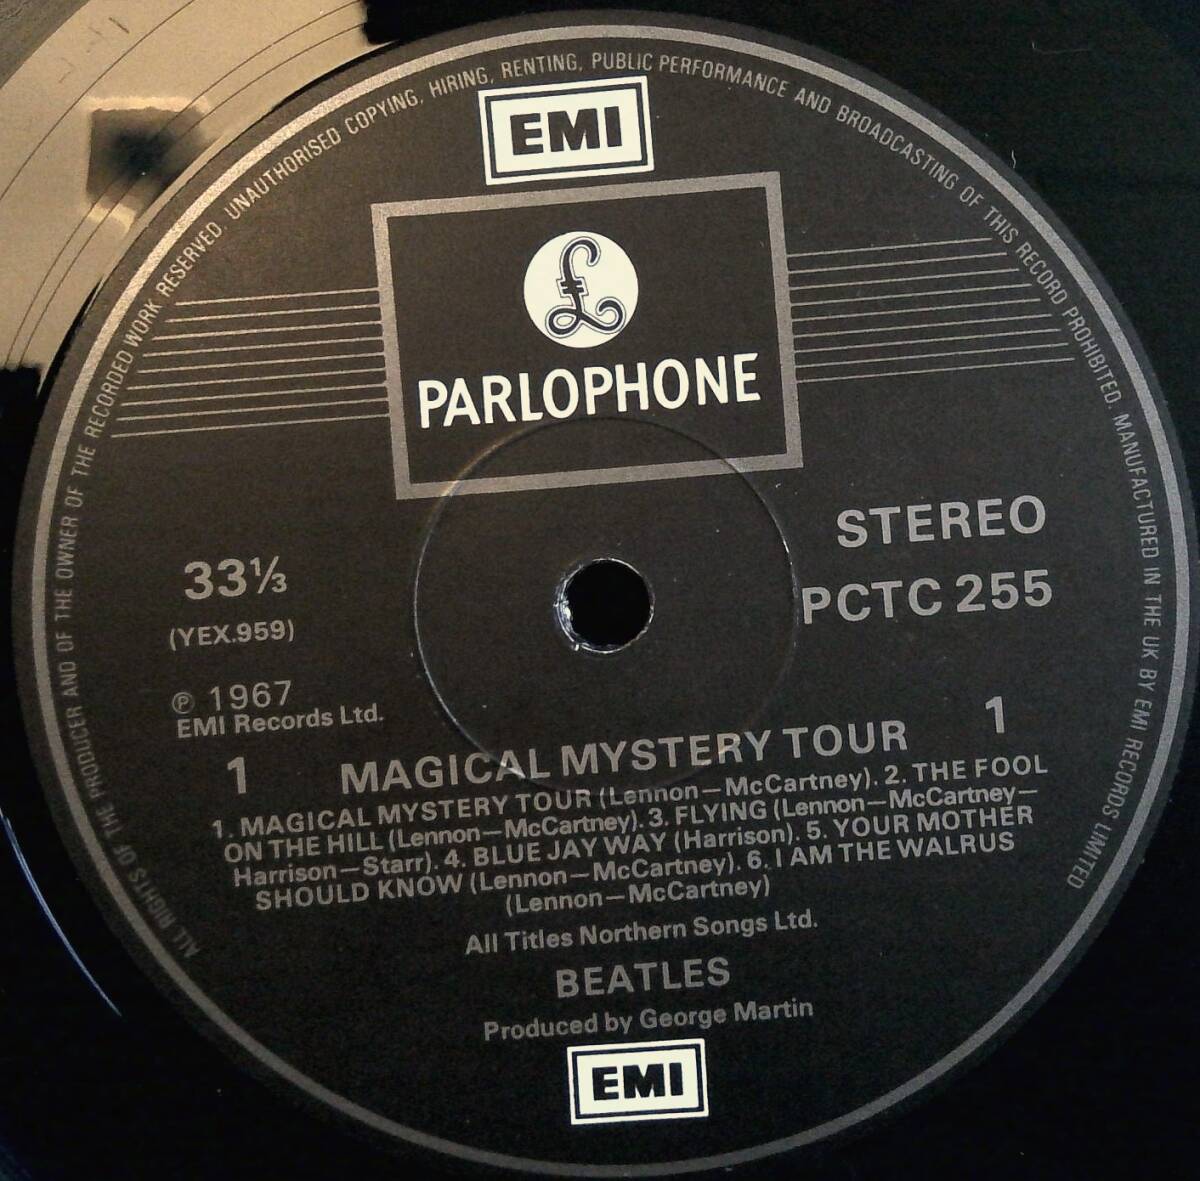 ALL RIGHTS OF THE PRODUCER AND OF THE OWNER OF THE RECORDED WORK RESERVED. UNAUTHORISED COPYING, HIRING, RENTING, PUBLIC PERFORMANCE AND BROADCASTING OF THIS RECORD PROHIBITED. MANUFACTURED IN THE UK BY EMI RECORDS LIMITED
EMI
£
PARLOPHONE
STEREO
33⅓
PCTC 255
(YEX.959)
℗ 1967
EMI Records Ltd.
1 MAGICAL MYSTERY TOUR 1
1. MAGICAL MYSTERY TOUR (Lennon—McCartney). 2. THE FOOL
ON THE HILL (Lennon—McCartney). 3. FLYING (Lennon—McCartney—
Harrison—Starr). 4. BLUE JAY WAY (Harrison). 5. YOUR MOTHER
SHOULD KNOW (Lennon—McCartney). 6. I AM THE WALRUS
(Lennon—McCartney)
All Titles Northern Songs Ltd.
BEATLES
Produced by George Martin
EMI